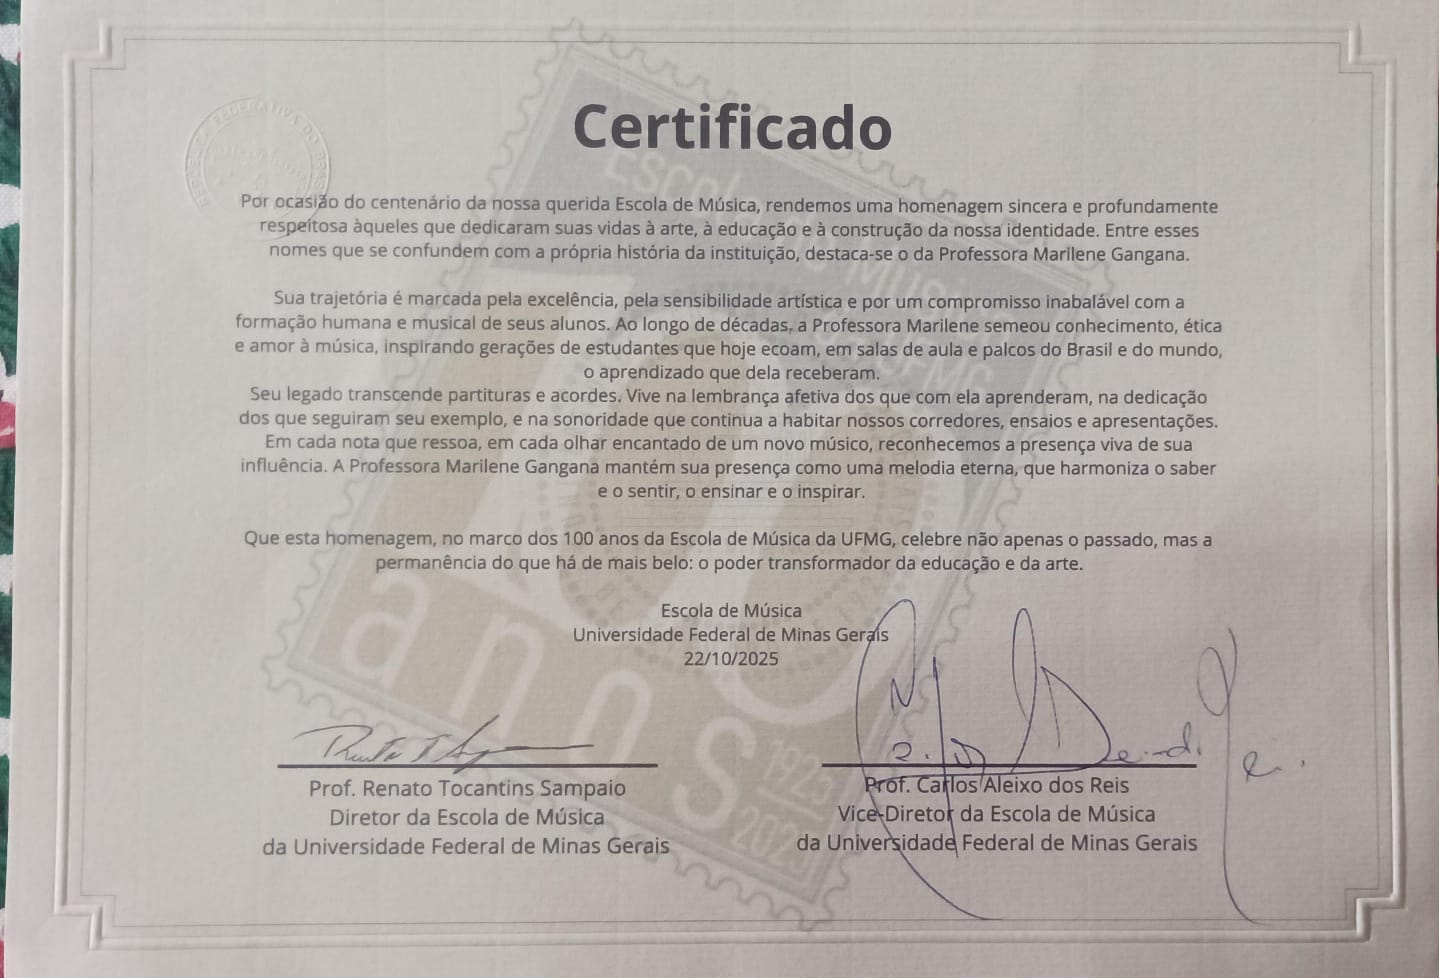 Certificado
Por ocasião do centenário da nossa querida Escola de Música, rendemos uma homenagem sincera e profundamente
respeitosa àqueles que dedicaram suas vidas à arte, à educação e à construção da nossa identidade. Entre esses
nomes que se confundem com a própria história da instituição, destaca-se o da Professora Marilene Gangana.
Sua trajetória é marcada pela excelência, pela sensibilidade artística e por um compromisso inabalável com a
formação humana e musical de seus alunos. Ao longo de décadas, a Professora Marilene semeou conhecimento, ética
e amor à música, inspirando gerações de estudantes que hoje ecoam, em salas de aula e palcos do Brasil e do mundo,
o aprendizado que dela receberam.
Seu legado transcende partituras e acordes. Vive na lembrança afetiva dos que com ela aprenderam, na dedicação
dos que seguiram seu exemplo, e na sonoridade que continua a habitar nossos corredores, ensaios e apresentações.
Em cada nota que ressoa, em cada olhar encantado de um novo músico, reconhecemos a presença viva de sua
influência. A Professora Marilene Gangana mantém sua presença como uma melodia eterna, que harmoniza o saber
e o sentir, o ensinar e o inspirar.
Que esta homenagem, no marco dos 100 anos da Escola de Música da UFMG, celebre não apenas o passado, mas a
permanência do que há de mais belo: o poder transformador da educação e da arte.
Escola de Música
Universidade Federal de Minas Gerais
22/10/2025
Prof. Renato Tocantins Sampaio
Diretor da Escola de Música
da Universidade Federal de Minas Gerais
Prof. Carlos Aleixo dos Reis
Vice-Diretor da Escola de Música
da Universidade Federal de Minas Gerais
Escola de Música
da UFMG
100
anos
1925
REPÚBLICA FEDERATIVA DO BRASIL